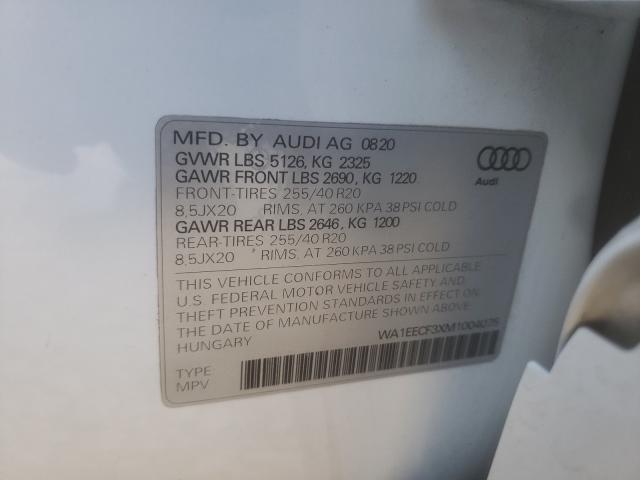 MFD. BY AUDI AG 0820
GVWR LBS 5126, KG 2325
GAWR FRONT LBS 2690, KG 1220
FRONT-TIRES 255/40 R20
8,5JX20 RIMS, AT 260 KPA 38 PSI COLD
GAWR REAR LBS 2646, KG 1200
REAR-TIRES 255/40 R20
8,5JX20 * RIMS, AT 260 KPA 38 PSI COLD
Audi
THIS VEHICLE CONFORMS TO ALL APPLICABLE
U.S. FEDERAL MOTOR VEHICLE SAFETY AND
THEFT PREVENTION STANDARDS IN EFFECT ON
THE DATE OF MANUFACTURE SHOWN ABOVE.
HUNGARY
WA1EECF3XM1004075
TYPE
MPV